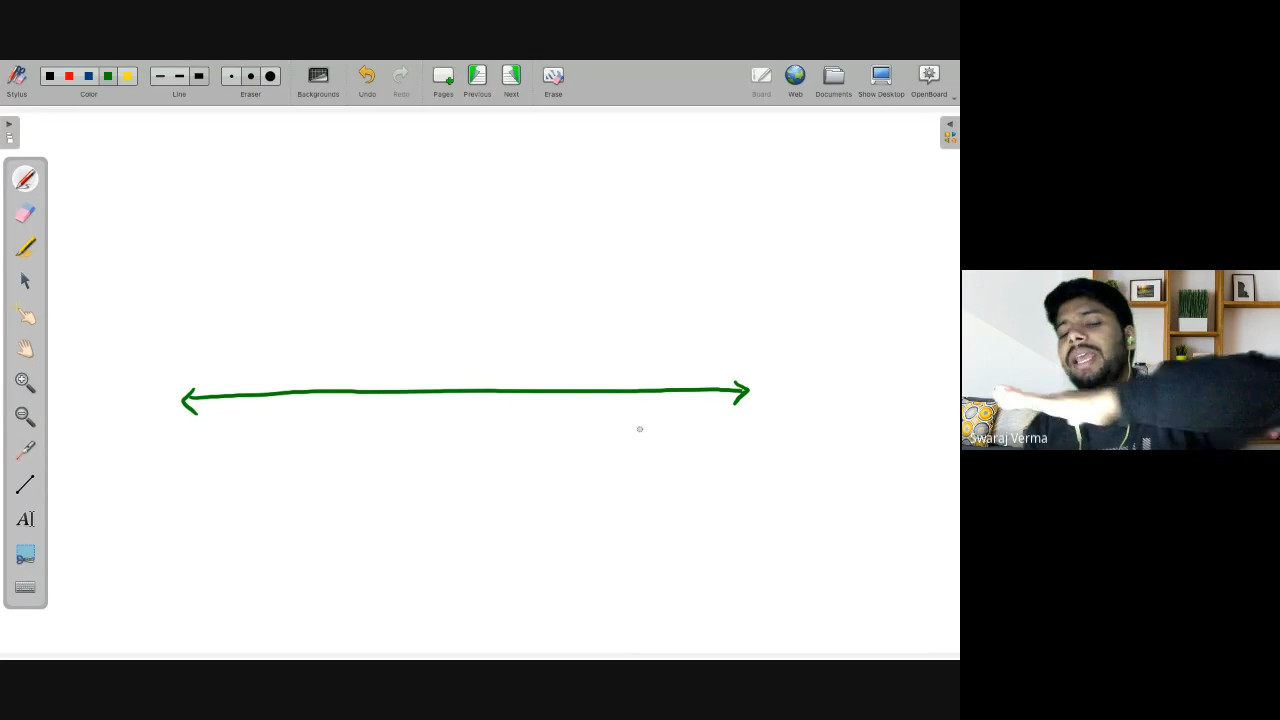 Stylus
Color
Line
Eraser
Backgrounds
Undo
Redo
Pages
Previous
Next
Erase
Board
Web
Documents
Show Desktop
OpenBoard
Swaraj Verma